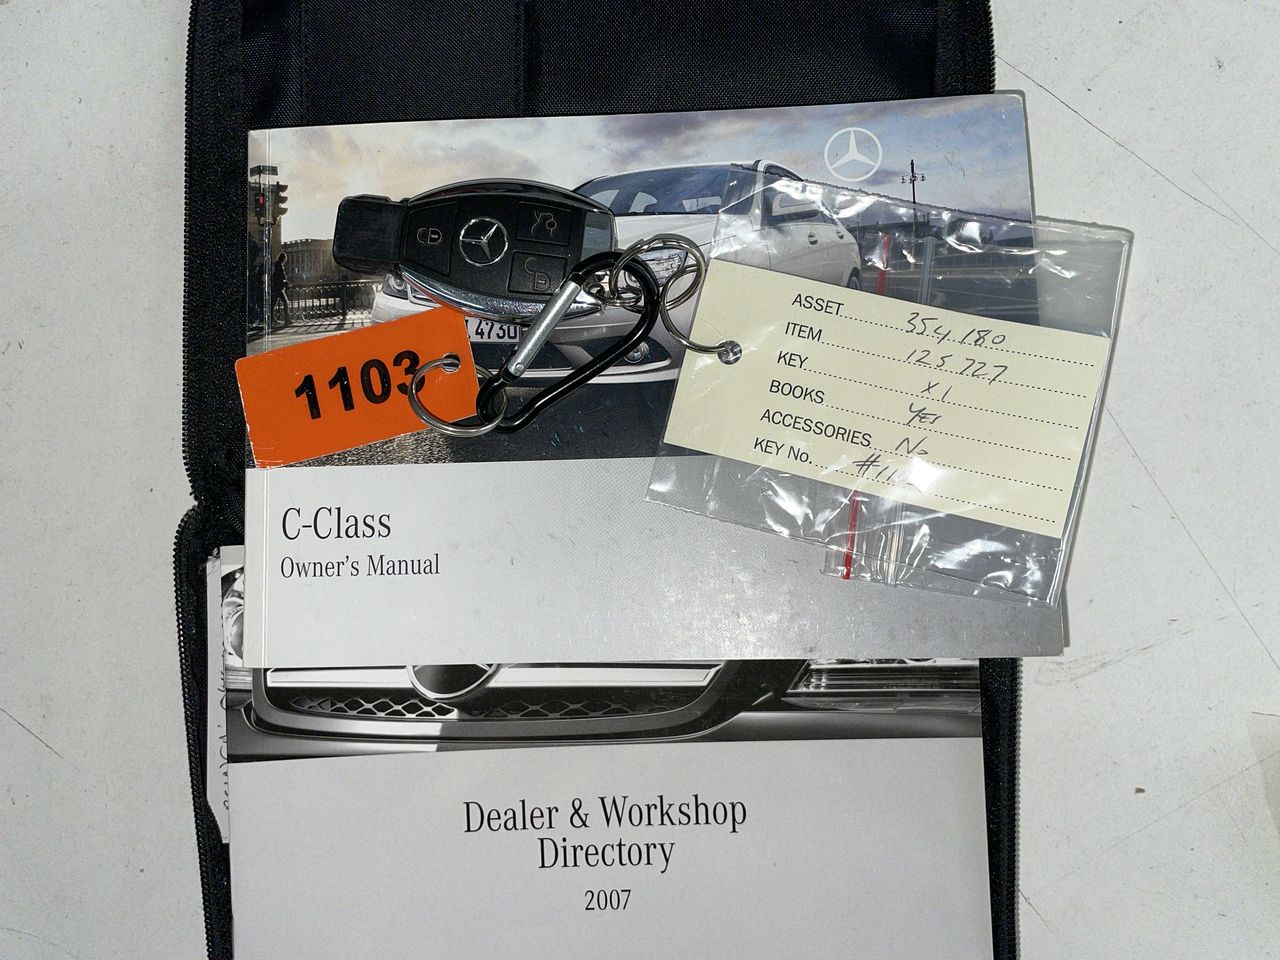 4730
1103
ASSET 354 180
ITEM 125 727
KEY X1
BOOKS Yes
ACCESSORIES No
KEY No.
C-Class
Owner's Manual
Dealer & Workshop
Directory
2007